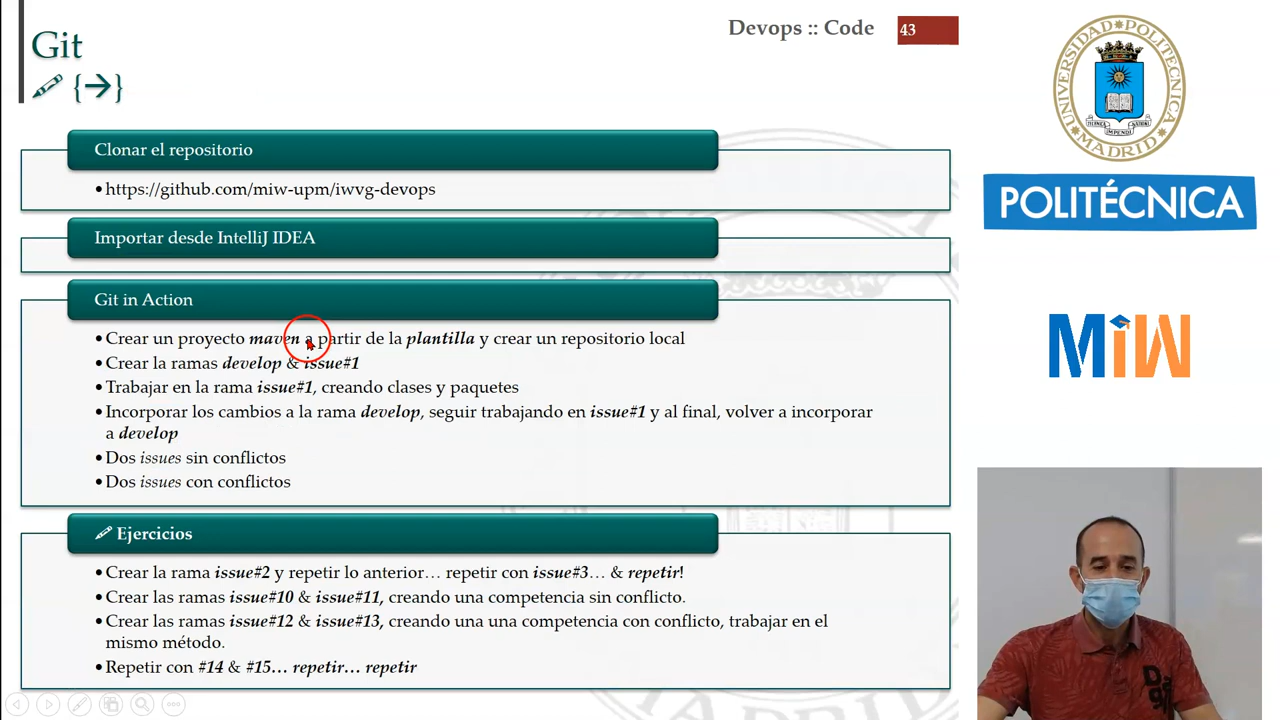 Git
Devops :: Code
43
{→}
Clonar el repositorio
•https://github.com/miw-upm/iwvg-devops
Importar desde IntelliJ IDEA
Git in Action
•Crear un proyecto maven a partir de la plantilla y crear un repositorio local
•Crear la ramas develop & issue#1
•Trabajar en la rama issue#1, creando clases y paquetes
•Incorporar los cambios a la rama develop, seguir trabajando en issue#1 y al final, volver a incorporar
a develop
•Dos issues sin conflictos
•Dos issues con conflictos
Ejercicios
•Crear la rama issue#2 y repetir lo anterior… repetir con issue#3… & repetir!
•Crear las ramas issue#10 & issue#11, creando una competencia sin conflicto.
•Crear las ramas issue#12 & issue#13, creando una una competencia con conflicto, trabajar en el
mismo método.
•Repetir con #14 & #15… repetir… repetir
UNIVERSIDAD POLITÉCNICA
MADRID
POLITÉCNICA
MiW